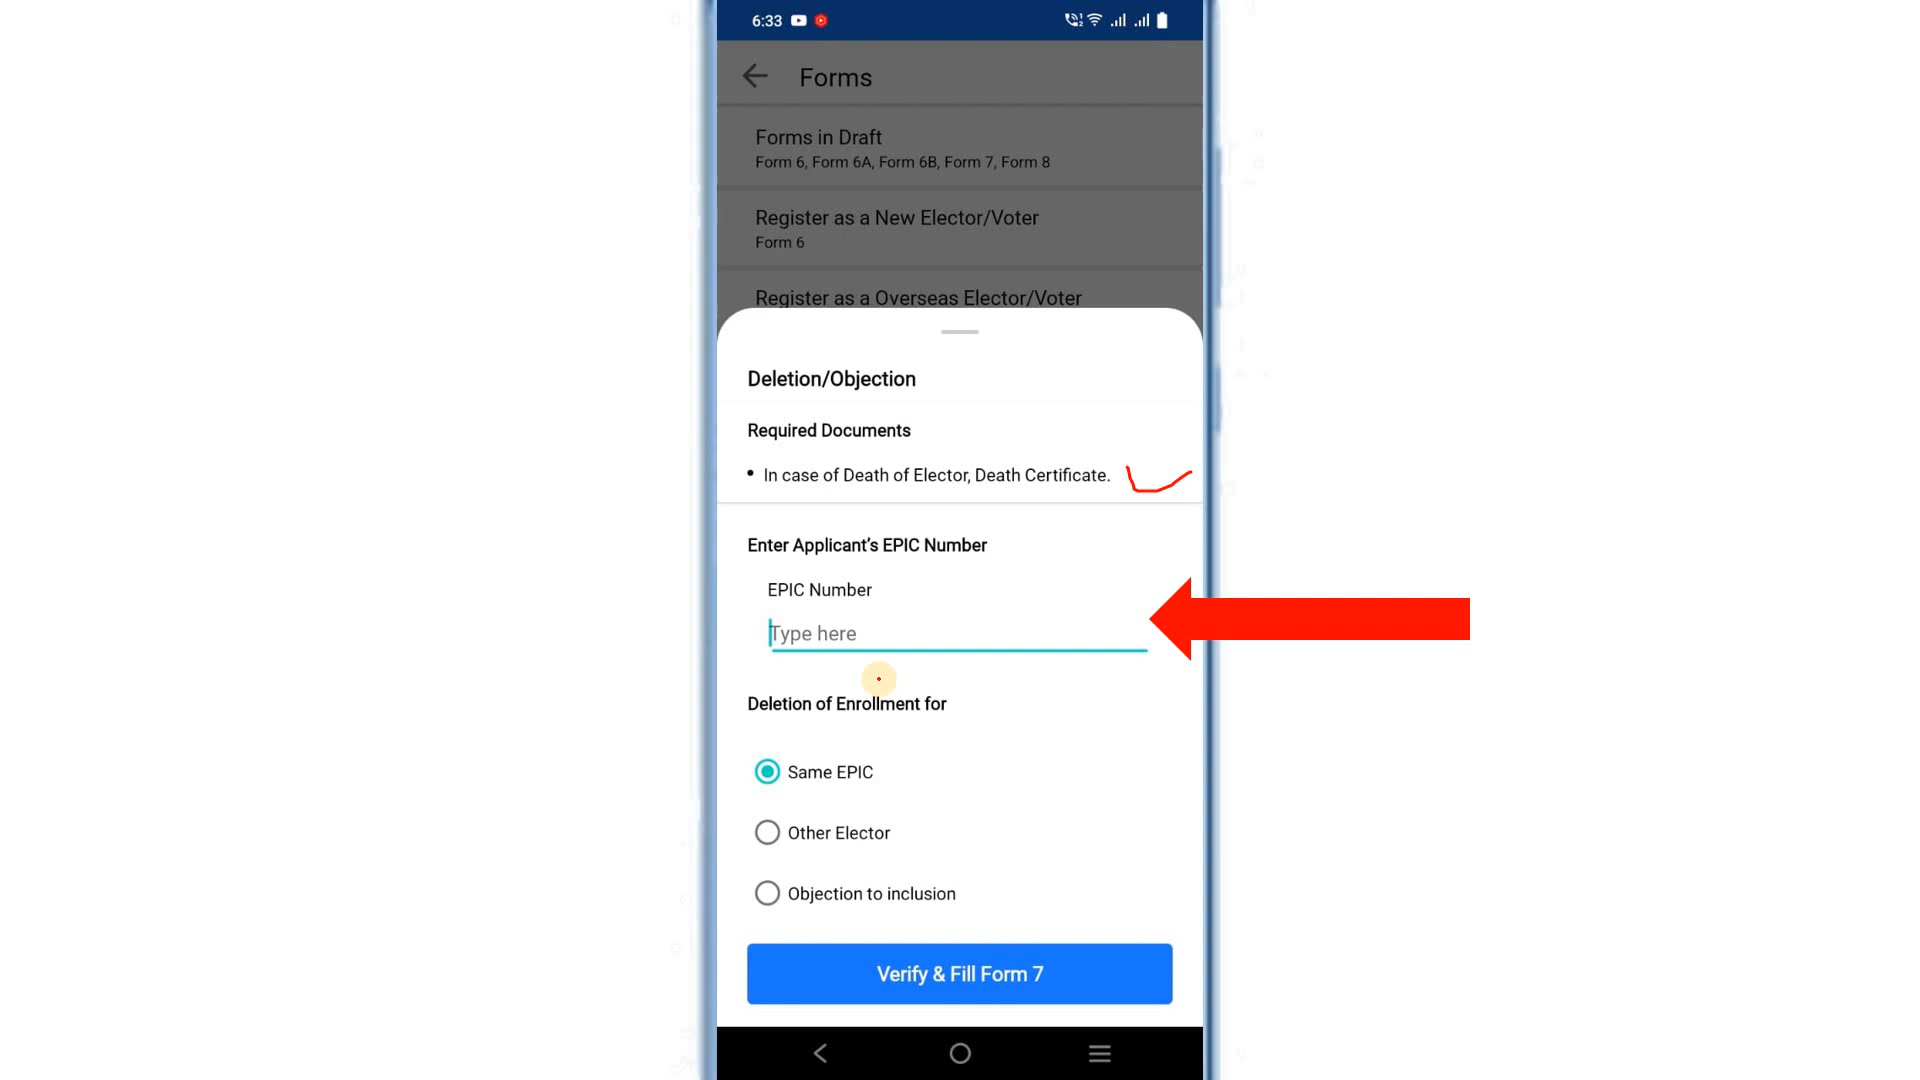 6:33
Forms
Forms in Draft
Form 6, Form 6A, Form 6B, Form 7, Form 8
Register as a New Elector/Voter
Form 6
Register as a Overseas Elector/Voter
Deletion/Objection
Required Documents
• In case of Death of Elector, Death Certificate.
Enter Applicant's EPIC Number
EPIC Number
Type here
Deletion of Enrollment for
Same EPIC
Other Elector
Objection to inclusion
Verify & Fill Form 7